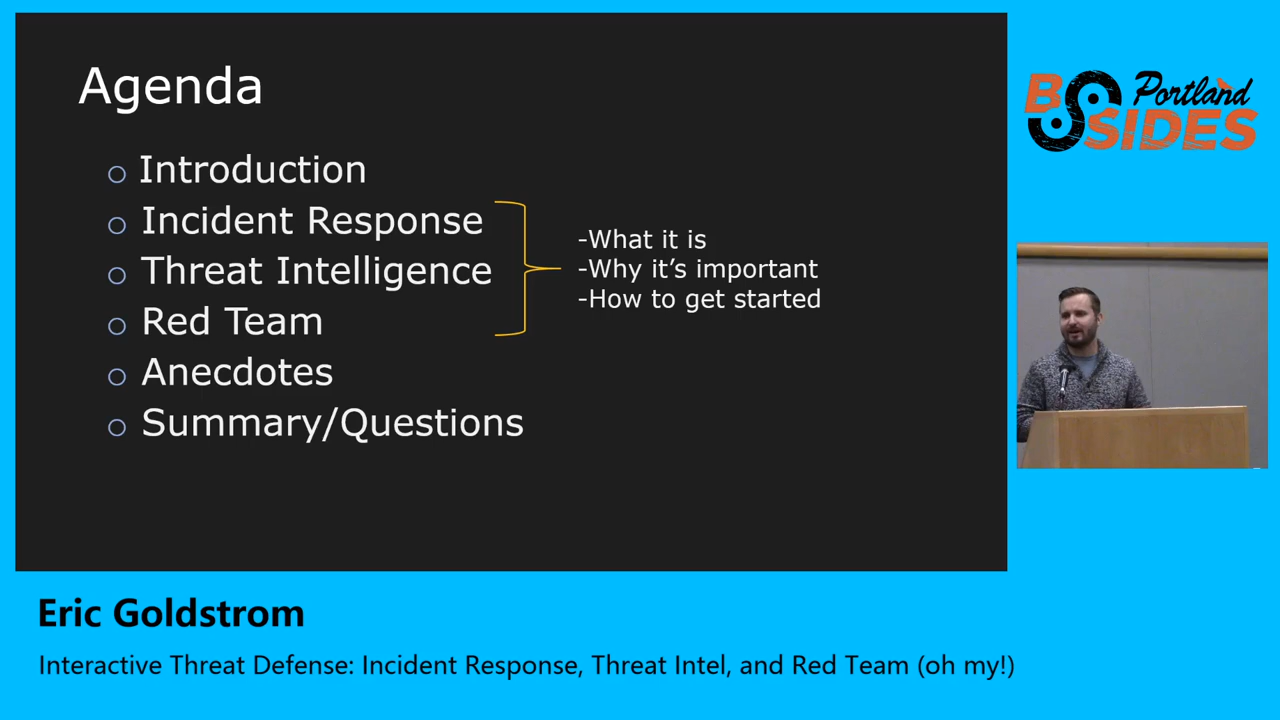 Agenda
Introduction
Incident Response
Threat Intelligence
Red Team
Anecdotes
Summary/Questions
-What it is
-Why it’s important
-How to get started
B SIDES Portland
Eric Goldstrom
Interactive Threat Defense: Incident Response, Threat Intel, and Red Team (oh my!)